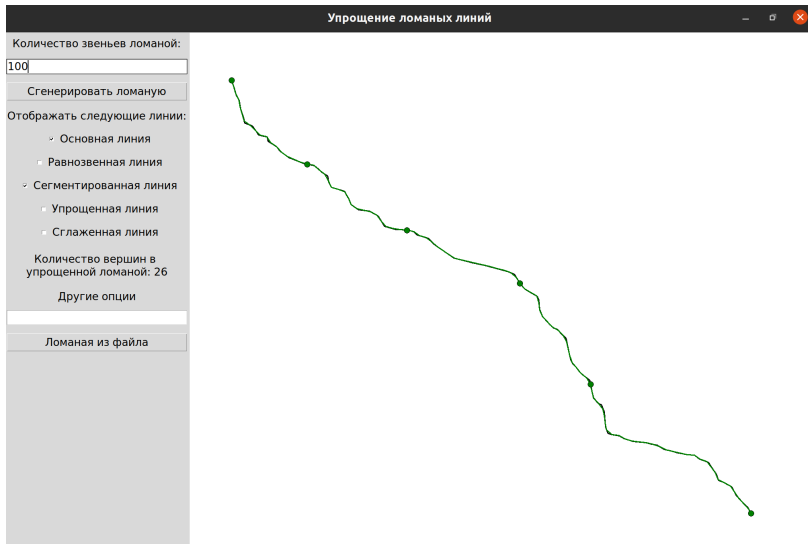 Упрощение ломаных линий
Количество звеньев ломаной:
100
Сгенерировать ломаную
Отображать следующие линии:
Основная линия
Равнозвенная линия
Сегментированная линия
Упрощенная линия
Сглаженная линия
Количество вершин в
упрощенной ломаной: 26
Другие опции
Ломаная из файла